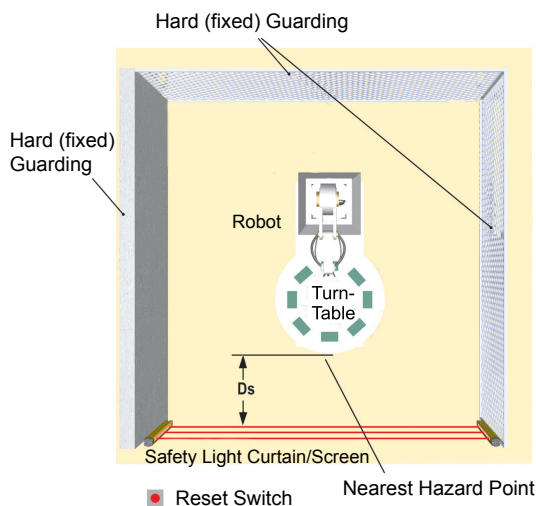 Hard (fixed) Guarding
Hard (fixed)
Guarding
Robot
Turn-
Table
Ds
Safety Light Curtain/Screen
Nearest Hazard Point
Reset Switch